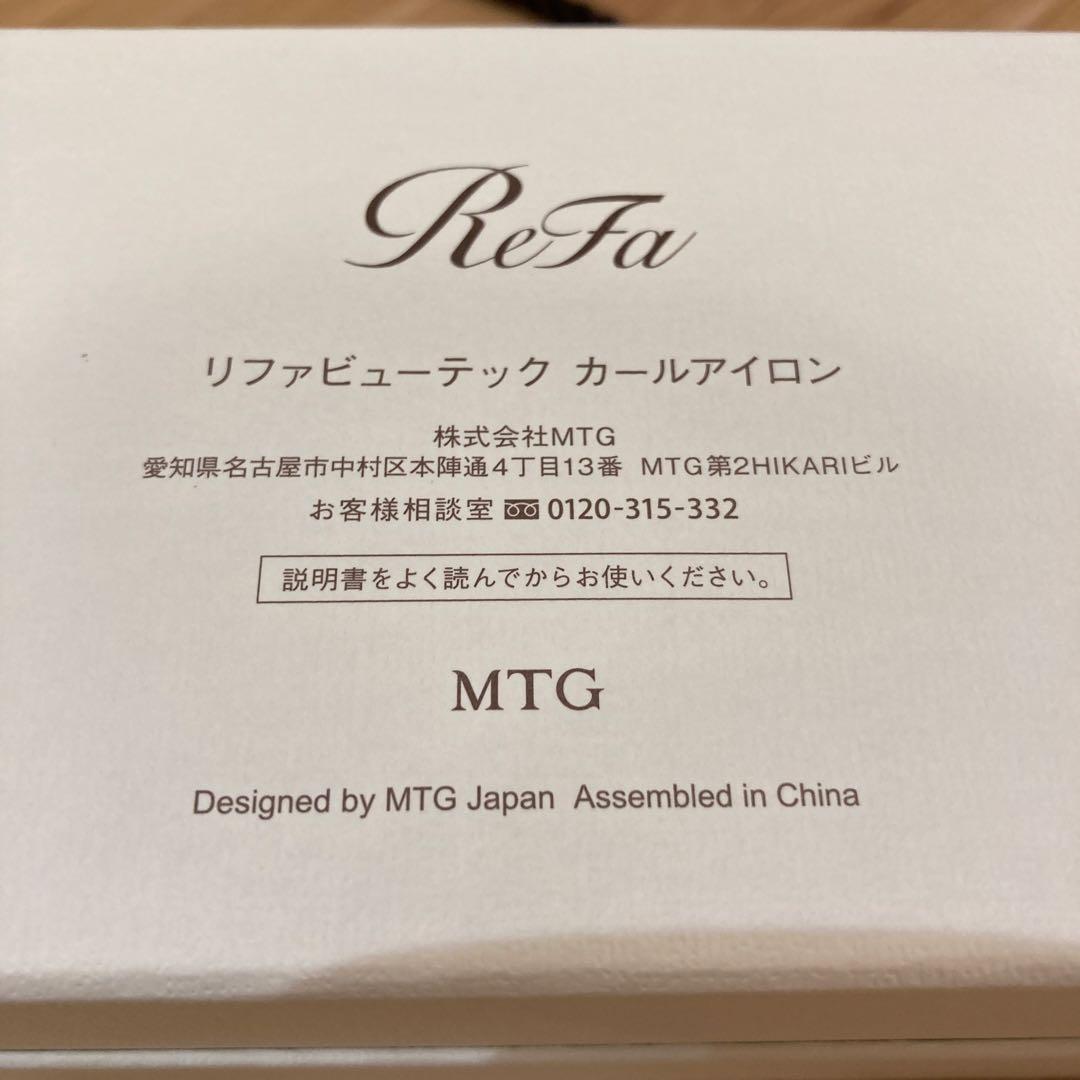 ReFa
リファビューテック カールアイロン
株式会社MTG
愛知県名古屋市中村区本陣通4丁目13番 MTG第2HIKARIビル
お客様相談室 0120-315-332
説明書をよく読んでからお使いください。
MTG
Designed by MTG Japan Assembled in China